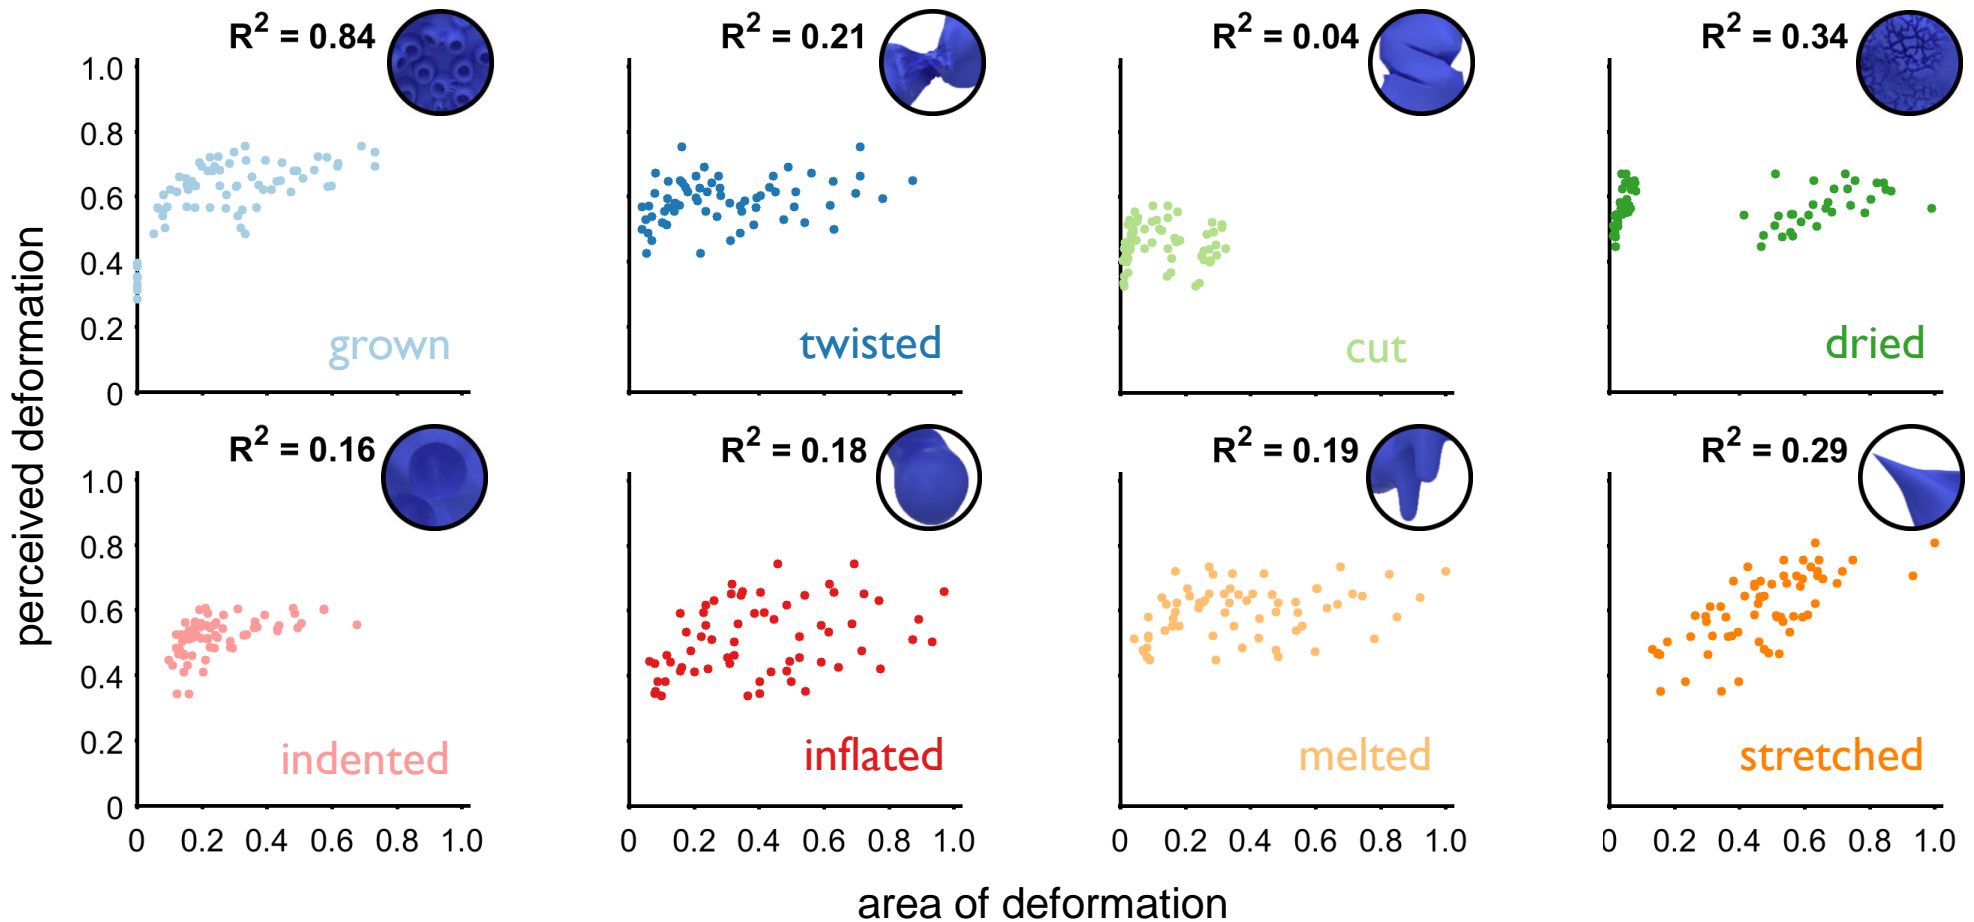 R² = 0.84
R² = 0.21
R² = 0.04
R² = 0.34
1.0
0.8
0.6
0.4
0.2
0
grown
twisted
cut
dried
perceived deformation
R² = 0.16
R² = 0.18
R² = 0.19
R² = 0.29
1.0
0.8
0.6
0.4
0.2
0
indented
inflated
melted
stretched
0 0.2 0.4 0.6 0.8 1.0
0 0.2 0.4 0.6 0.8 1.0
0 0.2 0.4 0.6 0.8 1.0
0 0.2 0.4 0.6 0.8 1.0
area of deformation